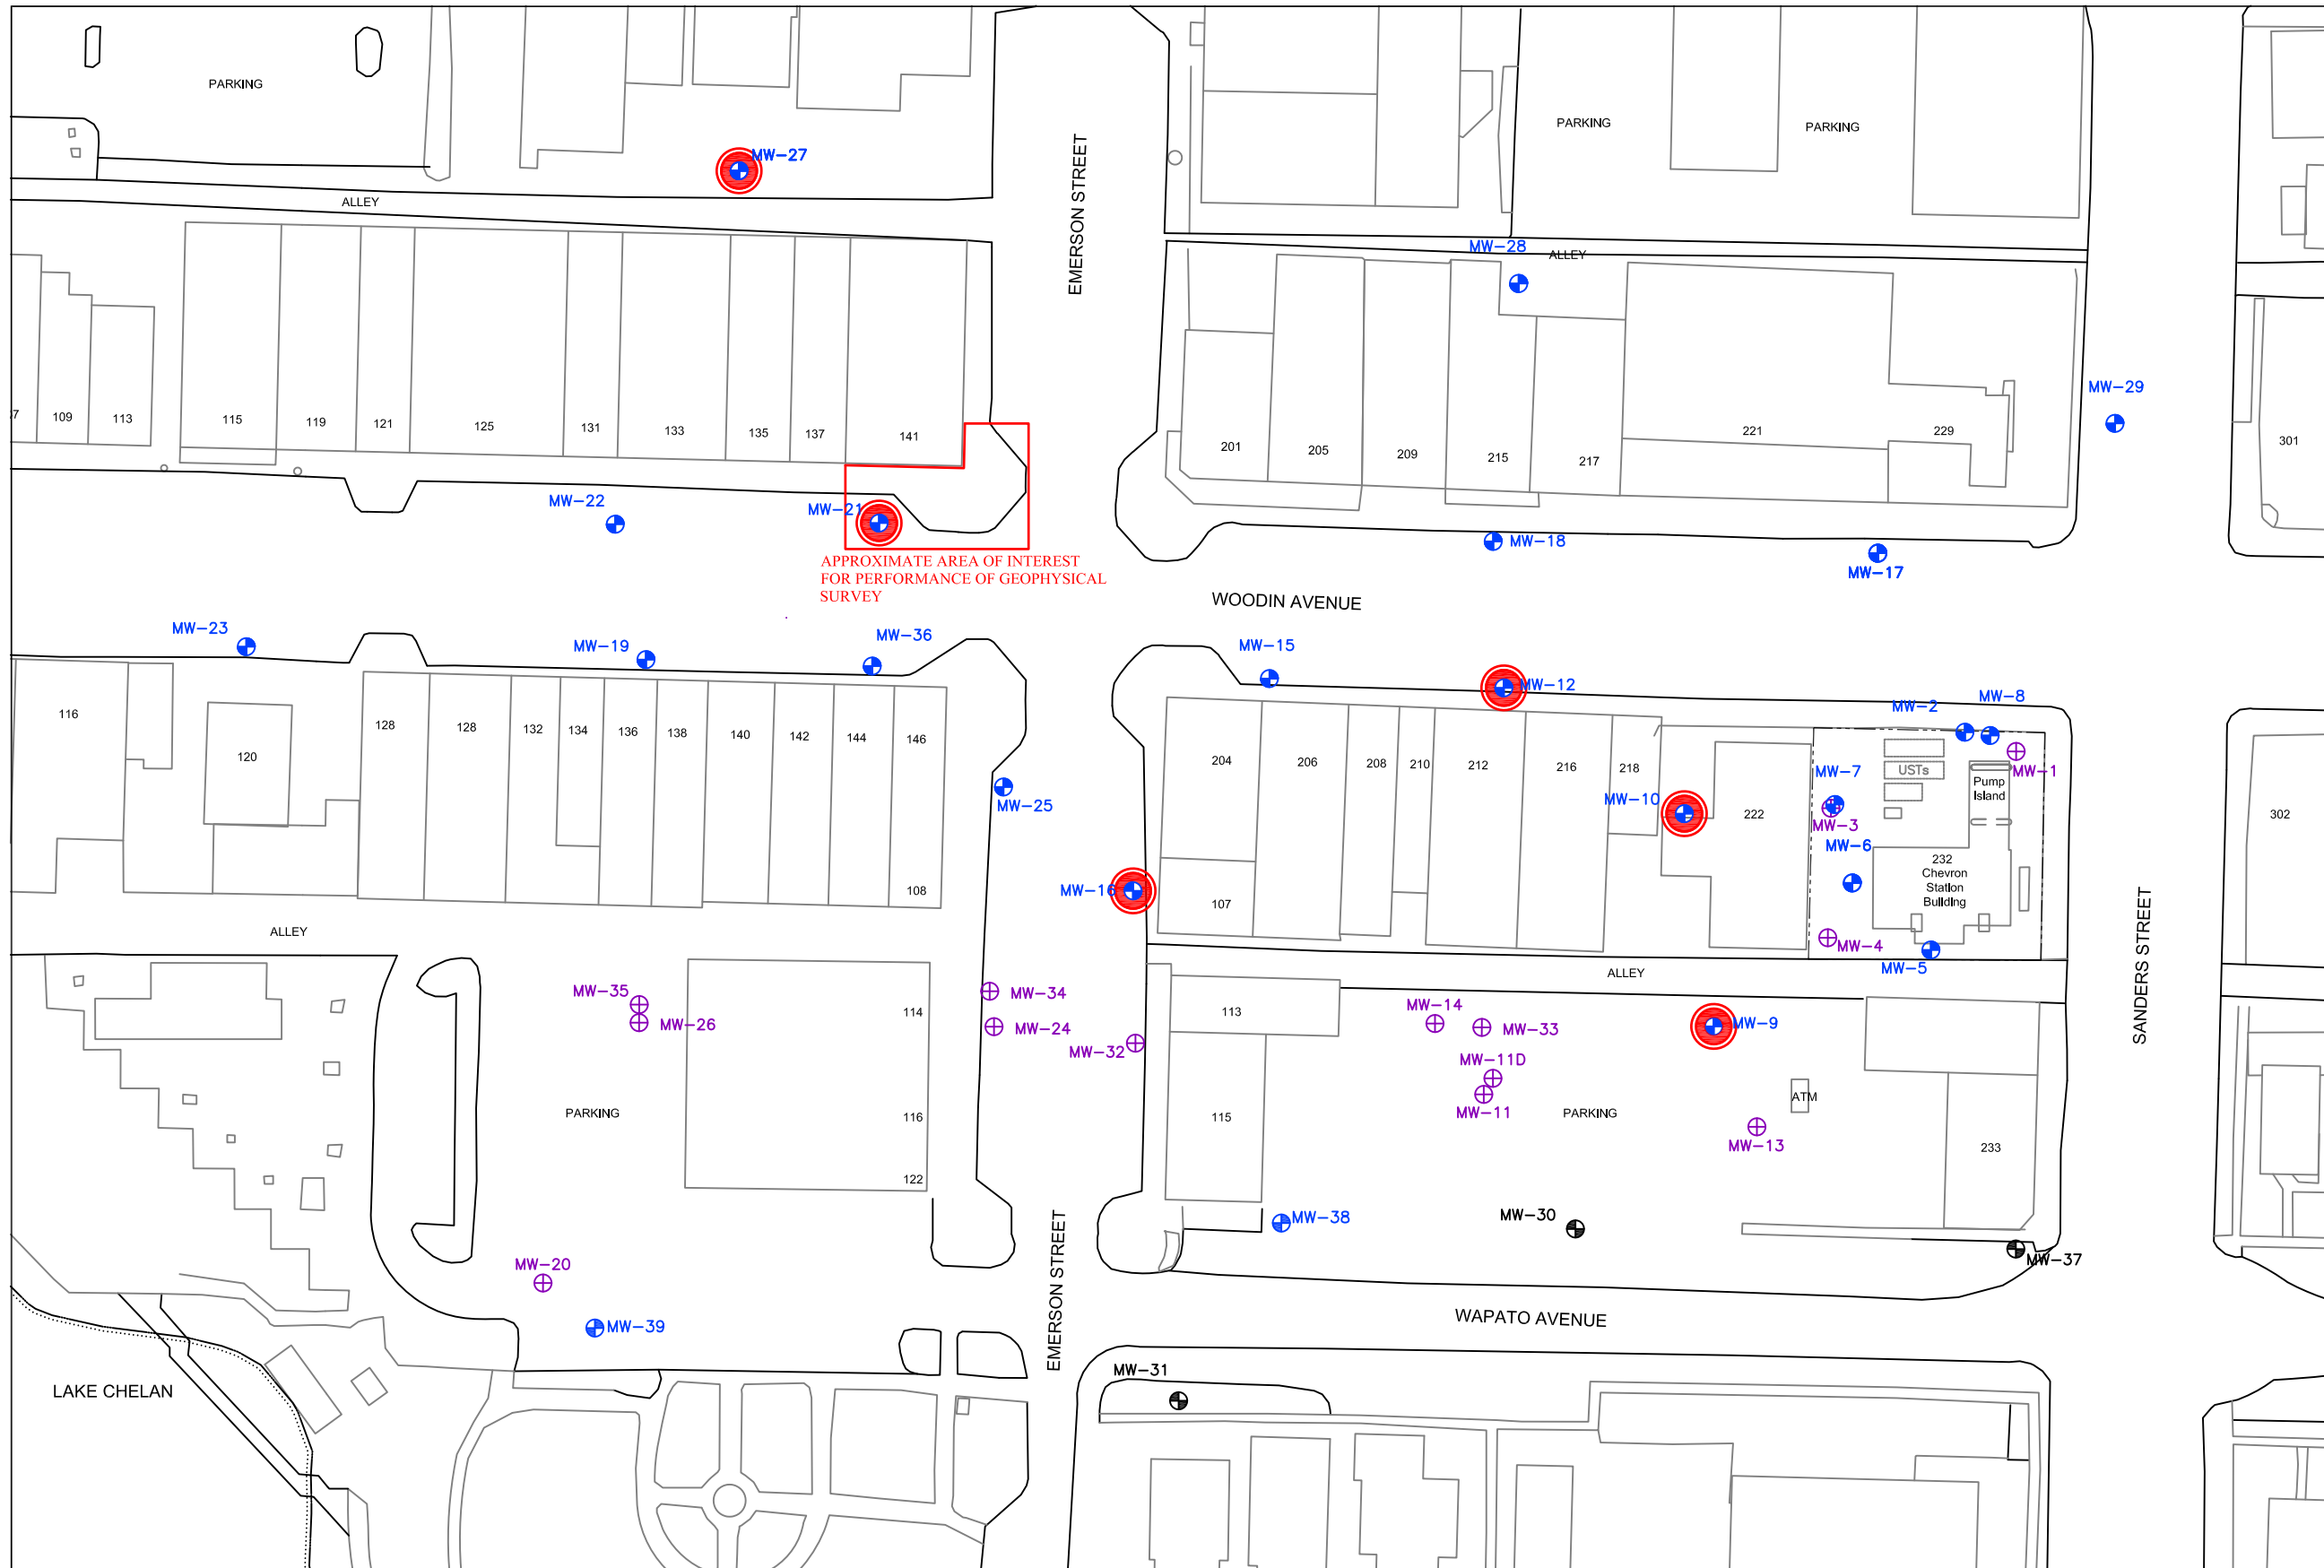 PARKING
MW-27
ALLEY
EMERSON STREET
PARKING
PARKING
MW-28
ALLEY
MW-29
109
113
115
119
121
125
131
133
135
137
141
201
205
209
215
217
221
229
301
MW-22
MW-21
MW-18
MW-17
APPROXIMATE AREA OF INTEREST
FOR PERFORMANCE OF GEOPHYSICAL
SURVEY
WOODIN AVENUE
MW-23
MW-19
MW-36
MW-15
MW-12
MW-2
MW-8
116
120
128
128
132
134
136
138
140
142
144
146
204
206
208
210
212
216
218
MW-7
USTs
MW-1
Pump
Island
MW-25
MW-10
222
MW-3
302
MW-6
232
Chevron
Station
Building
108
MW-16
107
ALLEY
MW-4
MW-5
SANDERS STREET
ALLEY
MW-35
MW-26
MW-34
MW-24
MW-32
114
113
MW-14
MW-33
MW-9
MW-11D
MW-11
PARKING
116
115
PARKING
ATM
MW-13
233
122
MW-38
MW-30
MW-37
MW-20
MW-39
EMERSON STREET
WAPATO AVENUE
MW-31
LAKE CHELAN